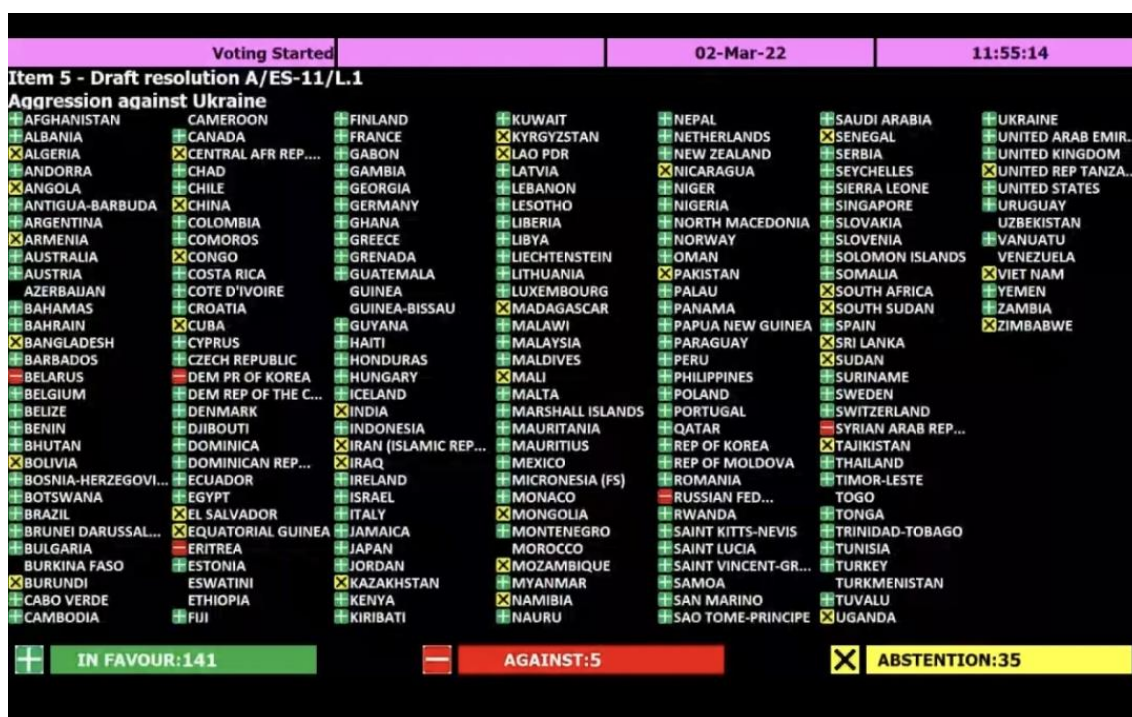 Voting Started 02-Mar-22 11:55:14
Item 5 - Draft resolution A/ES-11/L.1
Aggression against Ukraine
AFGHANISTAN
ALBANIA
ALGERIA
ANDORRA
ANGOLA
ANTIGUA-BARBUDA
ARGENTINA
ARMENIA
AUSTRALIA
AUSTRIA
AZERBAIJAN
BAHAMAS
BAHRAIN
BANGLADESH
BARBADOS
BELARUS
BELGIUM
BELIZE
BENIN
BHUTAN
BOLIVIA
BOSNIA-HERZEGOVI...
BOTSWANA
BRAZIL
BRUNEI DARUSSAL...
BULGARIA
BURKINA FASO
BURUNDI
CABO VERDE
CAMBODIA
CAMEROON
CANADA
CENTRAL AFR REP....
CHAD
CHILE
CHINA
COLOMBIA
COMOROS
CONGO
COSTA RICA
COTE D'IVOIRE
CROATIA
CUBA
CYPRUS
CZECH REPUBLIC
DEM PR OF KOREA
DEM REP OF THE C...
DENMARK
DJIBOUTI
DOMINICA
DOMINICAN REP...
ECUADOR
EGYPT
EL SALVADOR
EQUATORIAL GUINEA
ERITREA
ESTONIA
ESWATINI
ETHIOPIA
FIJI
FINLAND
FRANCE
GABON
GAMBIA
GEORGIA
GERMANY
GHANA
GREECE
GRENADA
GUATEMALA
GUINEA
GUINEA-BISSAU
GUYANA
HAITI
HONDURAS
HUNGARY
ICELAND
INDIA
INDONESIA
IRAN (ISLAMIC REP...
IRAQ
IRELAND
ISRAEL
ITALY
JAMAICA
JAPAN
JORDAN
KAZAKHSTAN
KENYA
KIRIBATI
KUWAIT
KYRGYZSTAN
LAO PDR
LATVIA
LEBANON
LESOTHO
LIBERIA
LIBYA
LIECHTENSTEIN
LITHUANIA
LUXEMBOURG
MADAGASCAR
MALAWI
MALAYSIA
MALDIVES
MALI
MALTA
MARSHALL ISLANDS
MAURITANIA
MAURITIUS
MEXICO
MICRONESIA (FS)
MONACO
MONGOLIA
MONTENEGRO
MOROCCO
MOZAMBIQUE
MYANMAR
NAMIBIA
NAURU
NEPAL
NETHERLANDS
NEW ZEALAND
NICARAGUA
NIGER
NIGERIA
NORTH MACEDONIA
NORWAY
OMAN
PAKISTAN
PALAU
PANAMA
PAPUA NEW GUINEA
PARAGUAY
PERU
PHILIPPINES
POLAND
PORTUGAL
QATAR
REP OF KOREA
REP OF MOLDOVA
ROMANIA
RUSSIAN FED...
RWANDA
SAINT KITTS-NEVIS
SAINT LUCIA
SAINT VINCENT-GR...
SAMOA
SAN MARINO
SAO TOME-PRINCIPE
SAUDI ARABIA
SENEGAL
SERBIA
SEYCHELLES
SIERRA LEONE
SINGAPORE
SLOVAKIA
SLOVENIA
SOLOMON ISLANDS
SOMALIA
SOUTH AFRICA
SOUTH SUDAN
SPAIN
SRI LANKA
SUDAN
SURINAME
SWEDEN
SWITZERLAND
SYRIAN ARAB REP...
TAJIKISTAN
THAILAND
TIMOR-LESTE
TOGO
TONGA
TRINIDAD-TOBAGO
TUNISIA
TURKEY
TURKMENISTAN
TUVALU
UGANDA
UKRAINE
UNITED ARAB EMIR..
UNITED KINGDOM
UNITED REP TANZA..
UNITED STATES
URUGUAY
UZBEKISTAN
VANUATU
VENEZUELA
VIET NAM
YEMEN
ZAMBIA
ZIMBABWE
IN FAVOUR:141 AGAINST:5 ABSTENTION:35